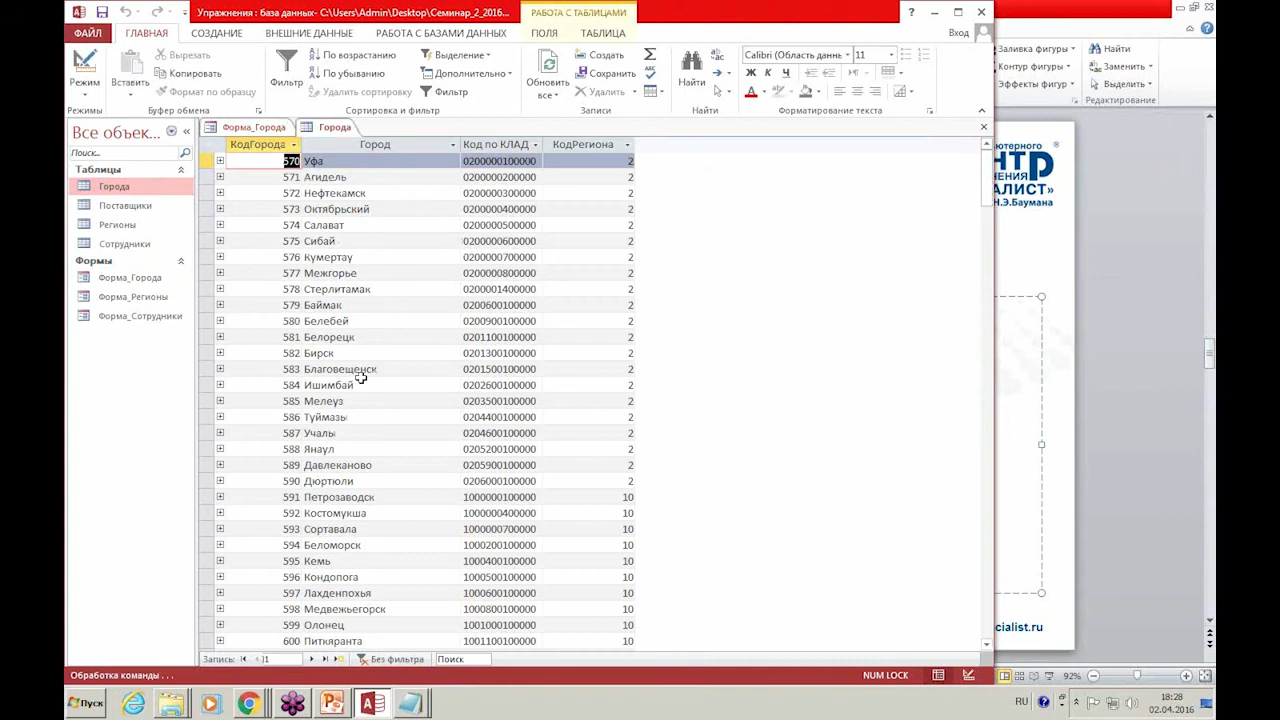 Упражнения : база данных- C:\Users\Admin\Desktop\Семинар_2_2016...
РАБОТА С ТАБЛИЦАМИ
ФАЙЛ ГЛАВНАЯ СОЗДАНИЕ ВНЕШНИЕ ДАННЫЕ РАБОТА С БАЗАМИ ДАННЫХ ПОЛЯ ТАБЛИЦА Вход
Режим
Режимы
Вставить
Вырезать
Копировать
Формат по образцу
Буфер обмена
Фильтр
По возрастанию
По убыванию
Удалить сортировку
Выделение
Дополнительно
Фильтр
Сортировка и фильтр
Обновить
все
Создать
Сохранить
Удалить
Записи
Найти
Найти
Calibri (Область даннь 11
Ж К Ч
Форматирование текста
Заливка фигуры
Контур фигуры
Эффекты фигур
Найти
Заменить
Выделить
Редактирование
Все объек...
Поиск...
Таблицы
Города
Поставщики
Регионы
Сотрудники
Формы
Форма_Города
Форма_Регионы
Форма_Сотрудники
Форма_Города Города
КодГорода Город Код по КЛАД КодРегиона
570 Уфа 0200000100000 2
571 Агидель 0200000200000 2
572 Нефтекамск 0200000300000 2
573 Октябрьский 0200000400000 2
574 Салават 0200000500000 2
575 Сибай 0200000600000 2
576 Кумертау 0200000700000 2
577 Межгорье 0200000800000 2
578 Стерлитамак 0200001400000 2
579 Баймак 0200600100000 2
580 Белебей 0200900100000 2
581 Белорецк 0201100100000 2
582 Бирск 0201300100000 2
583 Благовещенск 0201500100000 2
584 Ишимбай 0202600100000 2
585 Мелеуз 0203500100000 2
586 Туймазы 0204400100000 2
587 Учалы 0204600100000 2
588 Янаул 0205200100000 2
589 Давлеканово 0205900100000 2
590 Дюртюли 0206000100000 2
591 Петрозаводск 1000000100000 10
592 Костомукша 1000000400000 10
593 Сортавала 1000000700000 10
594 Беломорск 1000200100000 10
595 Кемь 1000400100000 10
596 Кондопога 1000500100000 10
597 Лахденпохья 1000600100000 10
598 Медвежьегорск 1000800100000 10
599 Олонец 1001000100000 10
600 Питкяранта 1001100100000 10
Запись: 1 Без фильтра Поиск
Обработка команды . . .
NUM LOCK
ьютерного
НТР
ЧЕНИЯ
ИАЛИСТ»
Н.Э.Баумана
cialist.ru
92%
Пуск
RU
18:28
02.04.2016